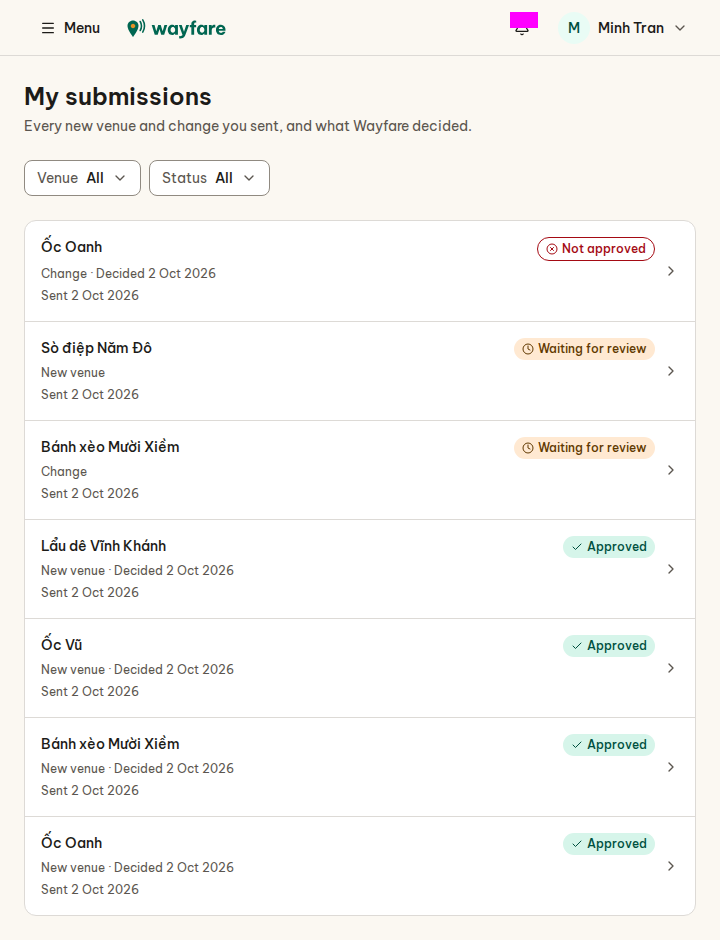 Menu
wayfare
M
Minh Tran
My submissions
Every new venue and change you sent, and what Wayfare decided.
Venue All
Status All
Ốc Oanh
Not approved
Change · Decided 2 Oct 2026
Sent 2 Oct 2026
Sò điệp Năm Đô
Waiting for review
New venue
Sent 2 Oct 2026
Bánh xèo Mười Xiềm
Waiting for review
Change
Sent 2 Oct 2026
Lẩu dê Vĩnh Khánh
Approved
New venue · Decided 2 Oct 2026
Sent 2 Oct 2026
Ốc Vũ
Approved
New venue · Decided 2 Oct 2026
Sent 2 Oct 2026
Bánh xèo Mười Xiềm
Approved
New venue · Decided 2 Oct 2026
Sent 2 Oct 2026
Ốc Oanh
Approved
New venue · Decided 2 Oct 2026
Sent 2 Oct 2026